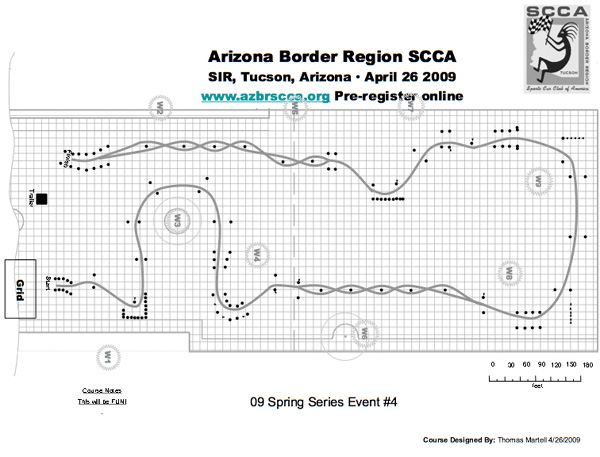 SCCA
ARIZONA BORDER REGION
TUCSON
Sports Car Club of America
Arizona Border Region SCCA
SIR, Tucson, Arizona • April 26 2009
www.azbrscca.org Pre-register online
W2
W5
W7
Finish
W9
Trailer
W3
W4
W8
Grid
Start
W6
W1
0 30 60 90 120 150 180
feet
Course Notes
This will be FUN!
09 Spring Series Event #4
Course Designed By: Thomas Martell 4/26/2009